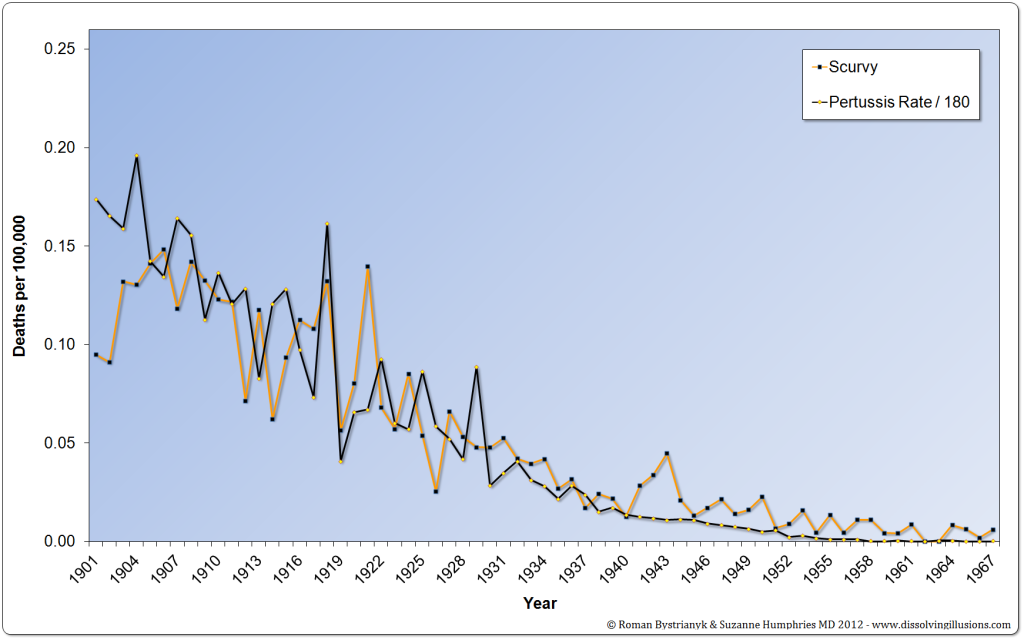 0.25
Scurvy
Pertussis Rate / 180
0.20
0.15
Deaths per 100,000
0.10
0.05
0.00
1901 1904 1907 1910 1913 1916 1919 1922 1925 1928 1931 1934 1937 1940 1943 1946 1949 1952 1955 1958 1961 1964 1967
Year
© Roman Bystrianyk & Suzanne Humphries MD 2012 - www.dissolvingillusions.com